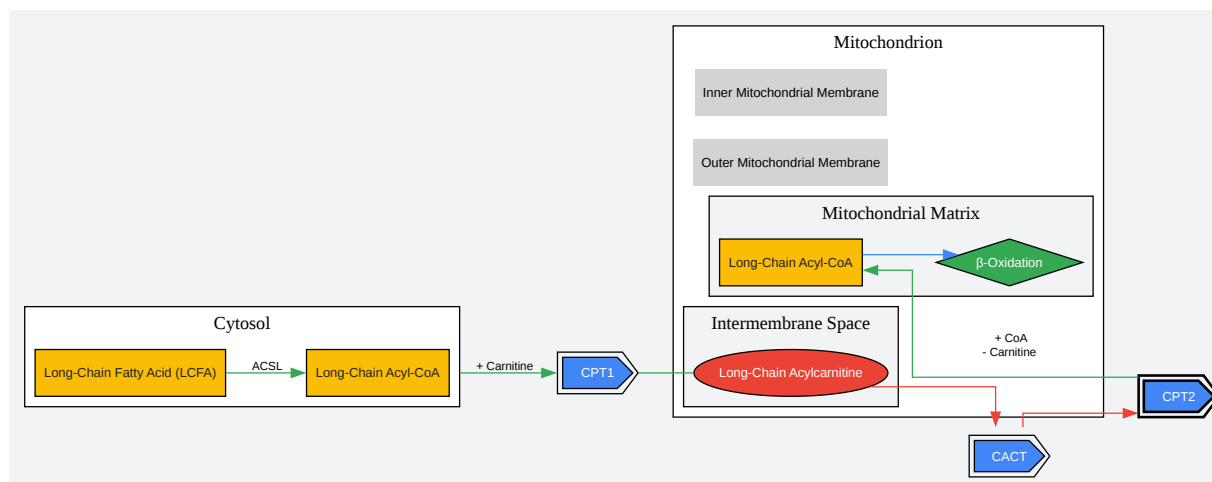 Mitochondrion
Inner Mitochondrial Membrane
Outer Mitochondrial Membrane
Mitochondrial Matrix
Long-Chain Acyl-CoA
β-Oxidation
Cytosol
Long-Chain Fatty Acid (LCFA)
ACSL
Long-Chain Acyl-CoA
+ Carnitine
CPT1
Intermembrane Space
Long-Chain Acylcarnitine
+ CoA
- Carnitine
CPT2
CACT